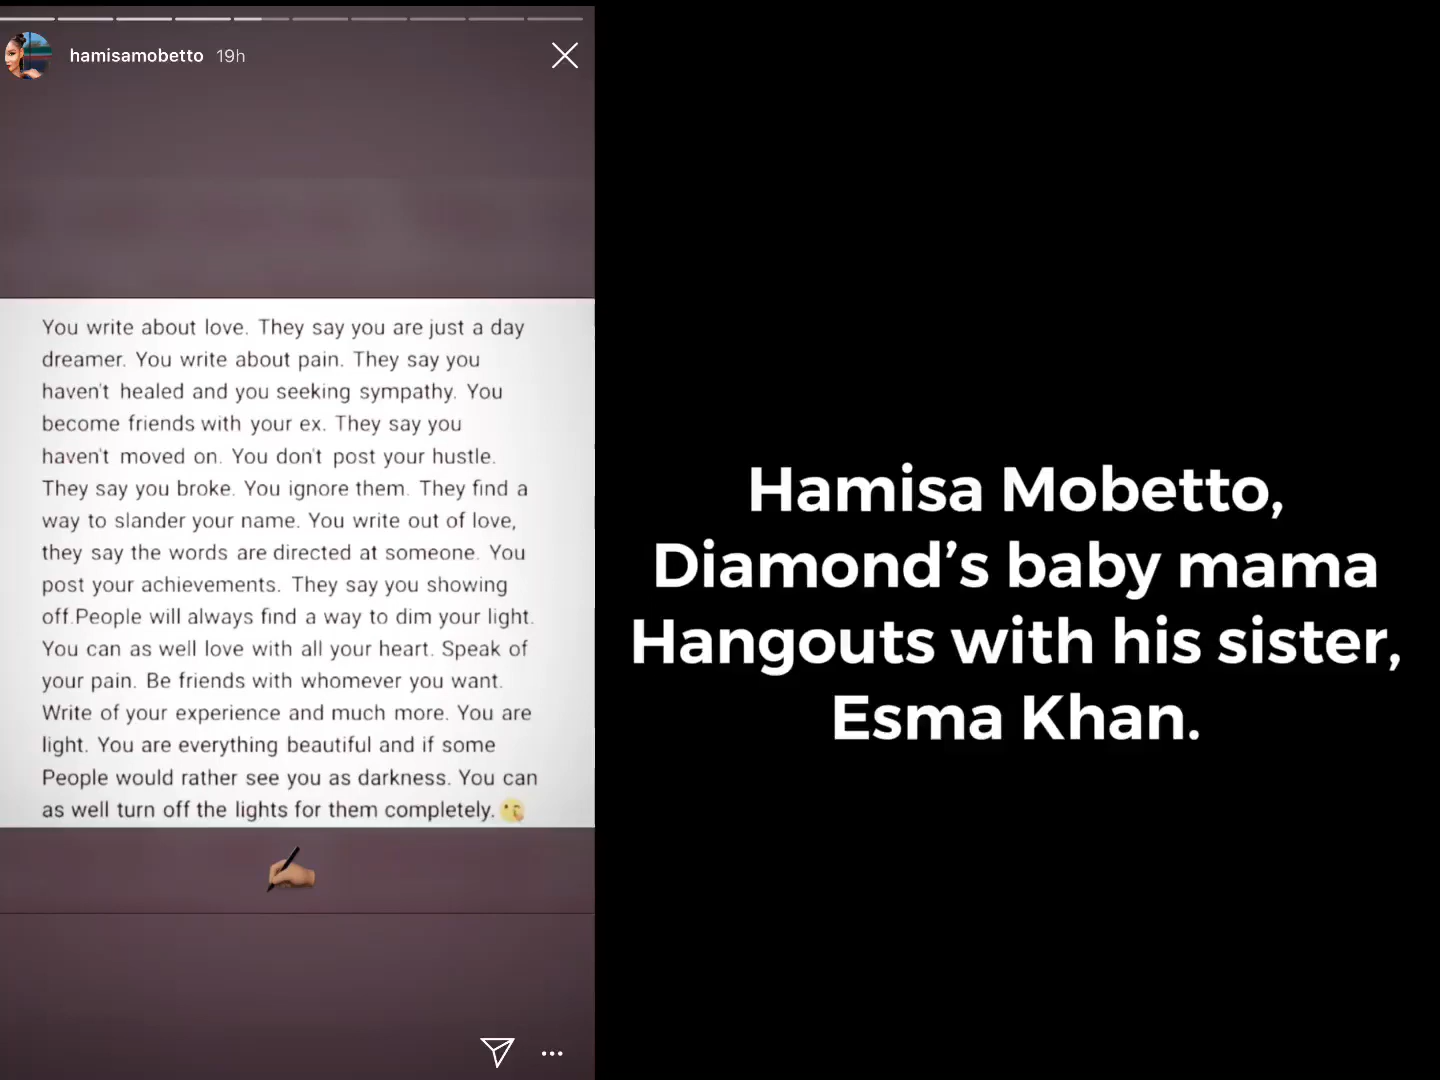 hamisamobetto 19h
You write about love. They say you are just a day
dreamer. You write about pain. They say you
haven't healed and you seeking sympathy. You
become friends with your ex. They say you
haven't moved on. You don't post your hustle.
They say you broke. You ignore them. They find a
way to slander your name. You write out of love,
they say the words are directed at someone. You
post your achievements. They say you showing
off.People will always find a way to dim your light.
You can as well love with all your heart. Speak of
your pain. Be friends with whomever you want.
Write of your experience and much more. You are
light. You are everything beautiful and if some
People would rather see you as darkness. You can
as well turn off the lights for them completely.
Hamisa Mobetto,
Diamond’s baby mama
Hangouts with his sister,
Esma Khan.